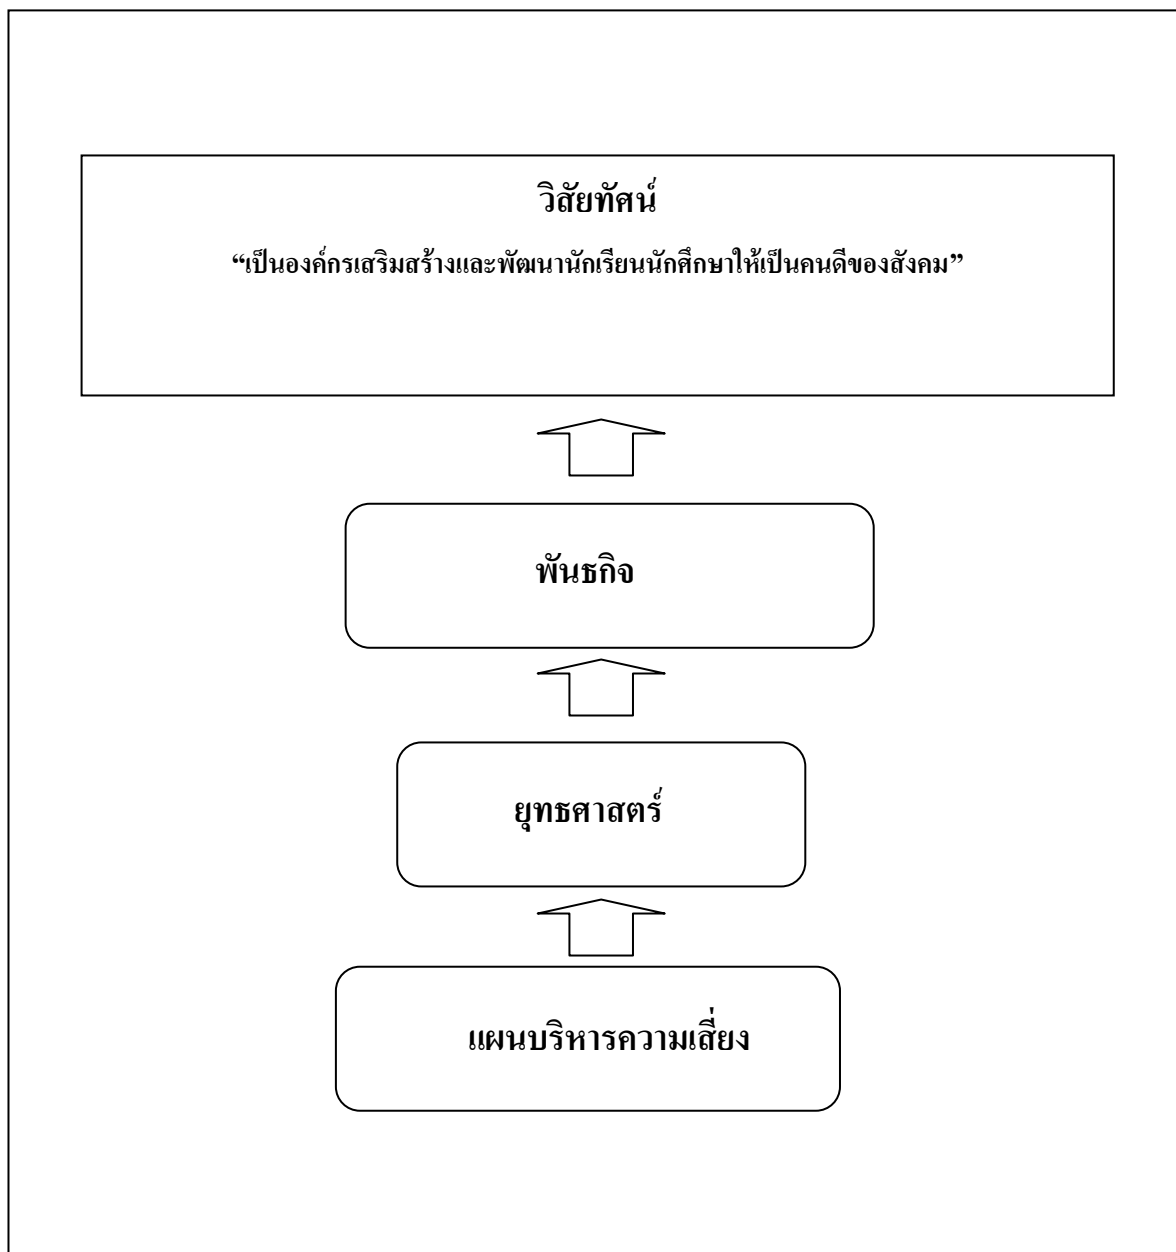 วิสัยทัศน์
“เป็นองค์กรเสริมสร้างและพัฒนานักเรียนนักศึกษาให้เป็นคนดีของสังคม”
พันธกิจ
ยุทธศาสตร์
แผนบริหารความเสี่ยง